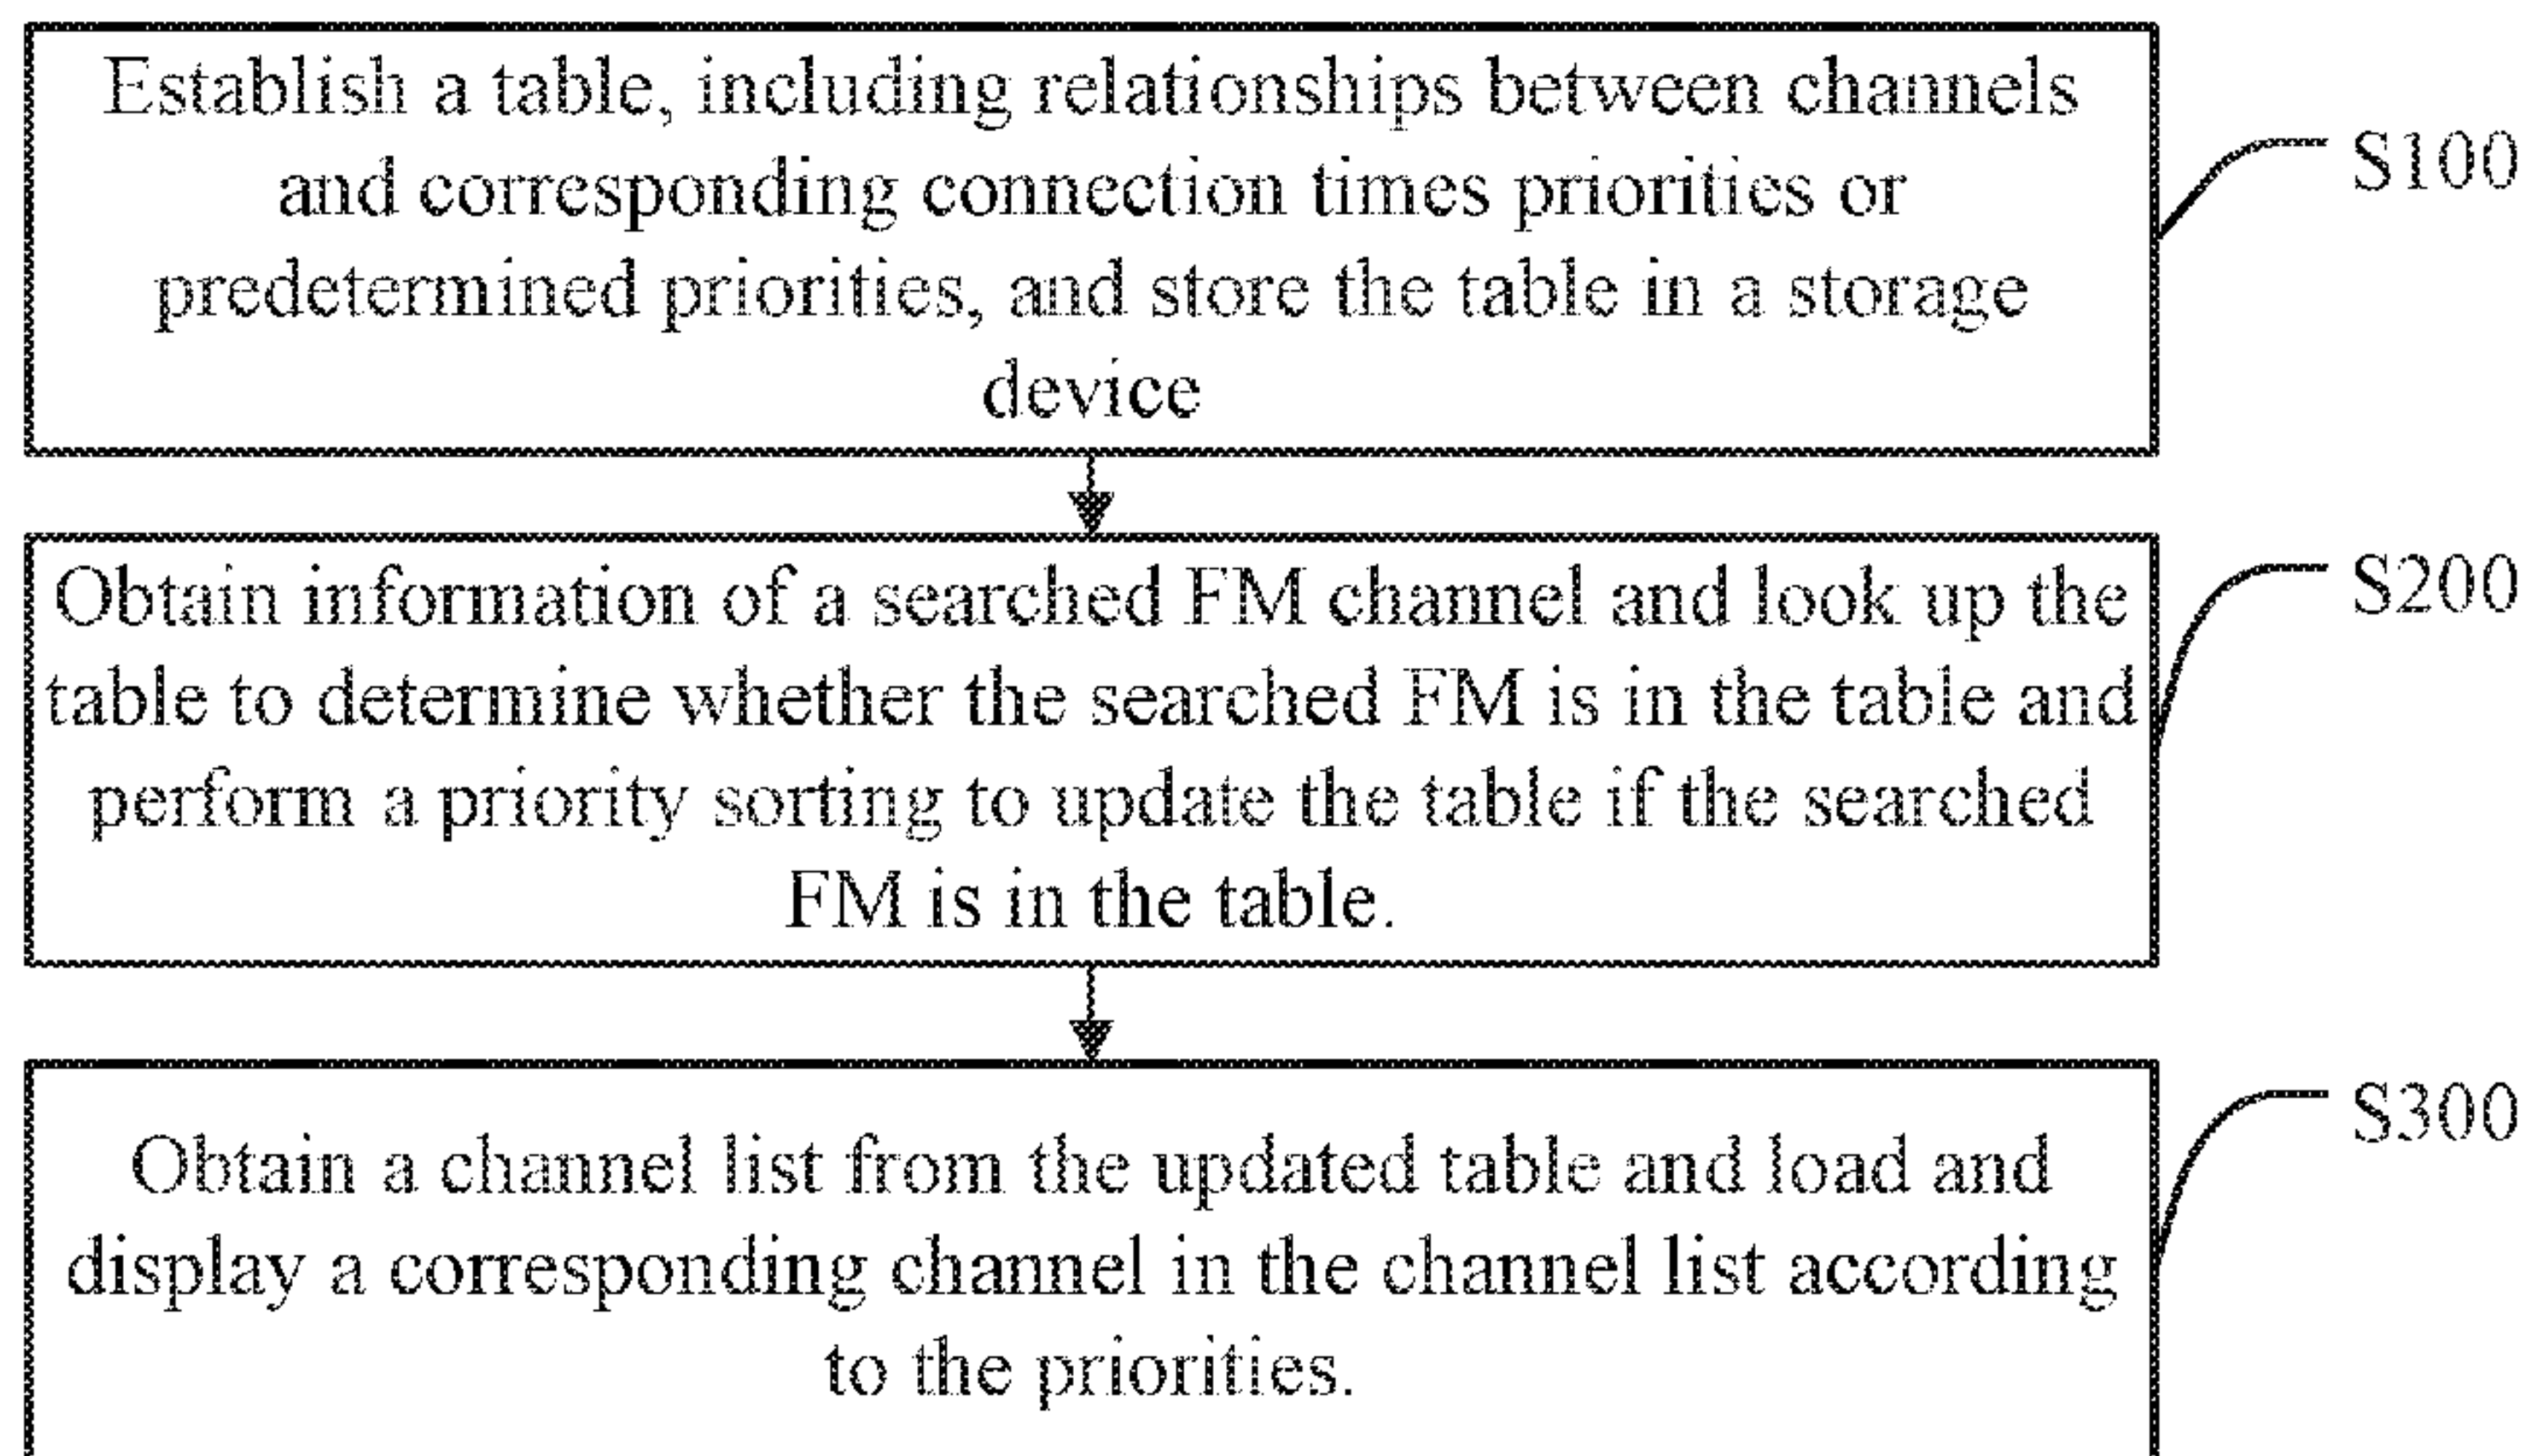 Establish a table, including relationships between channels
and corresponding connection times priorities or
predetermined priorities, and store the table in a storage
device
S100
Obtain information of a searched FM channel and look up the
table to determine whether the searched FM is in the table and
perform a priority sorting to update the table if the searched
FM is in the table.
S200
Obtain a channel list from the updated table and load and
display a corresponding channel in the channel list according
to the priorities.
S300